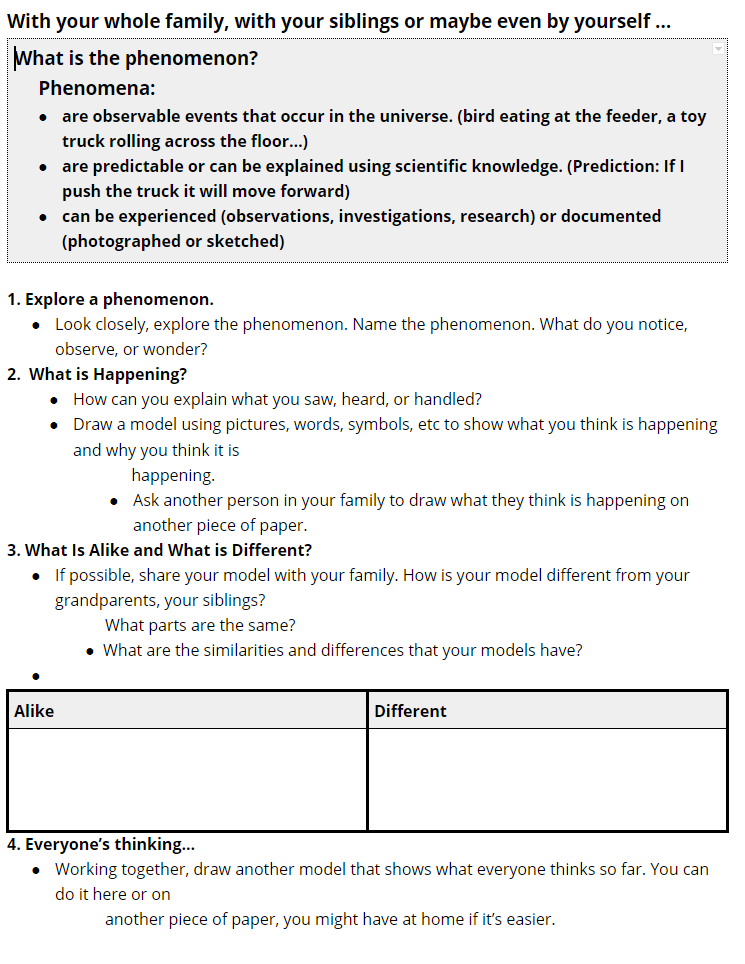 With your whole family, with your siblings or maybe even by yourself ...
What is the phenomenon?
Phenomena:
● are observable events that occur in the universe. (bird eating at the feeder, a toy
truck rolling across the floor...)
● are predictable or can be explained using scientific knowledge. (Prediction: If I
push the truck it will move forward)
● can be experienced (observations, investigations, research) or documented
(photographed or sketched)
1. Explore a phenomenon.
● Look closely, explore the phenomenon. Name the phenomenon. What do you notice,
observe, or wonder?
2. What is Happening?
● How can you explain what you saw, heard, or handled?
● Draw a model using pictures, words, symbols, etc to show what you think is happening
and why you think it is
happening.
● Ask another person in your family to draw what they think is happening on
another piece of paper.
3. What Is Alike and What is Different?
● If possible, share your model with your family. How is your model different from your
grandparents, your siblings?
What parts are the same?
● What are the similarities and differences that your models have?
●
Alike Different
4. Everyone’s thinking...
● Working together, draw another model that shows what everyone thinks so far. You can
do it here or on
another piece of paper, you might have at home if it’s easier.